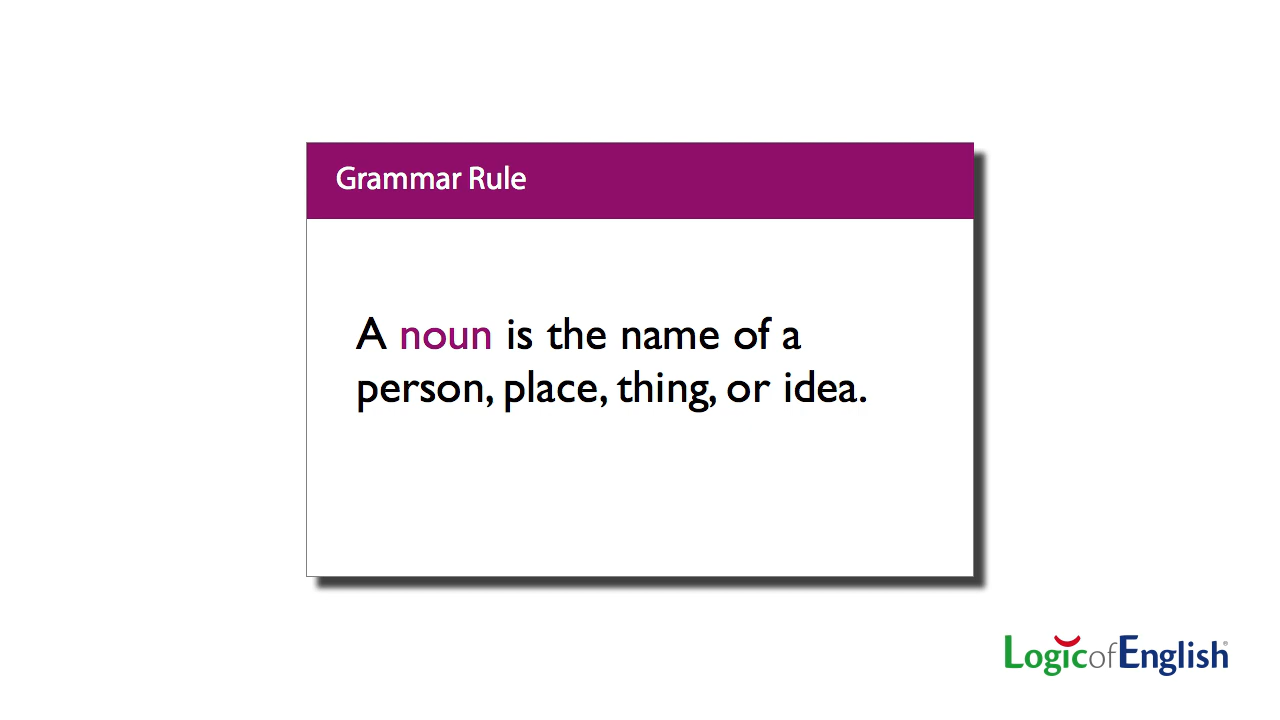 Grammar Rule
A noun is the name of a
person, place, thing, or idea.
LogicofEnglish®